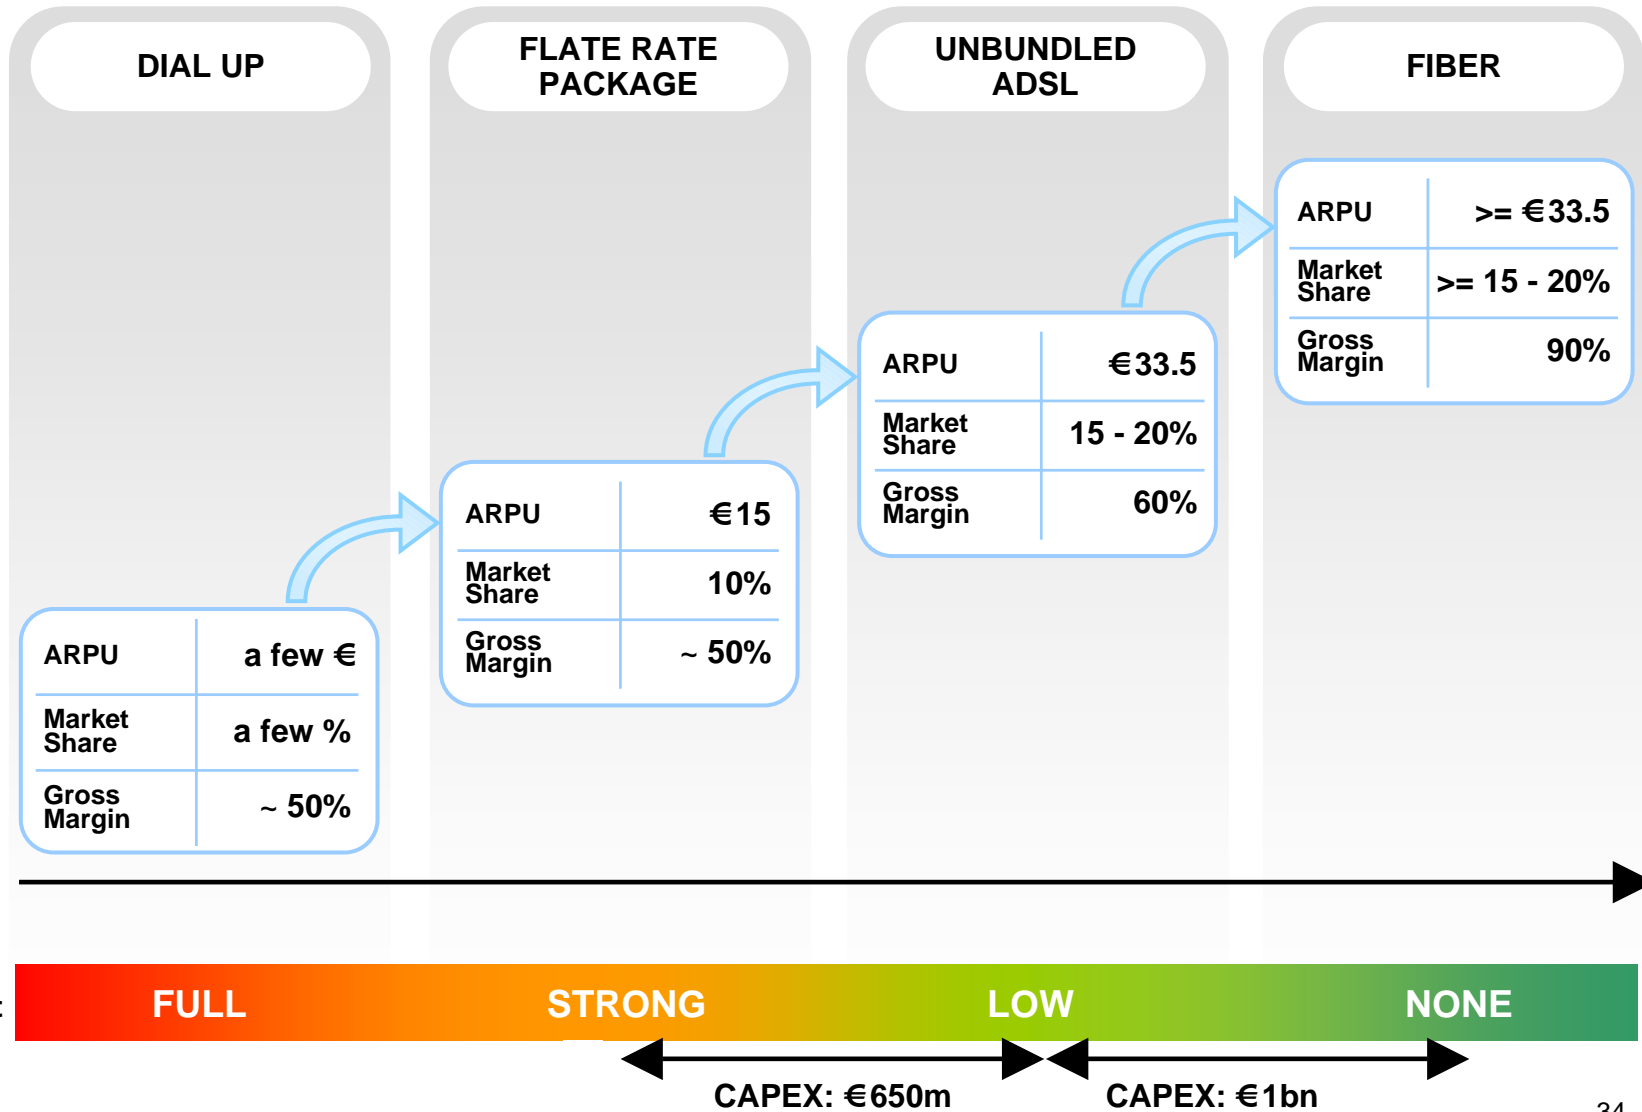 DIAL UP
FLATE RATE
PACKAGE
UNBUNDLED
ADSL
FIBER
ARPU >= €33.5
Market
Share >= 15 - 20%
Gross
Margin 90%
ARPU €33.5
Market
Share 15 - 20%
Gross
Margin 60%
ARPU €15
Market
Share 10%
Gross
Margin ~ 50%
ARPU a few €
Market
Share a few %
Gross
Margin ~ 50%
FULL STRONG LOW NONE
CAPEX: €650m CAPEX: €1bn